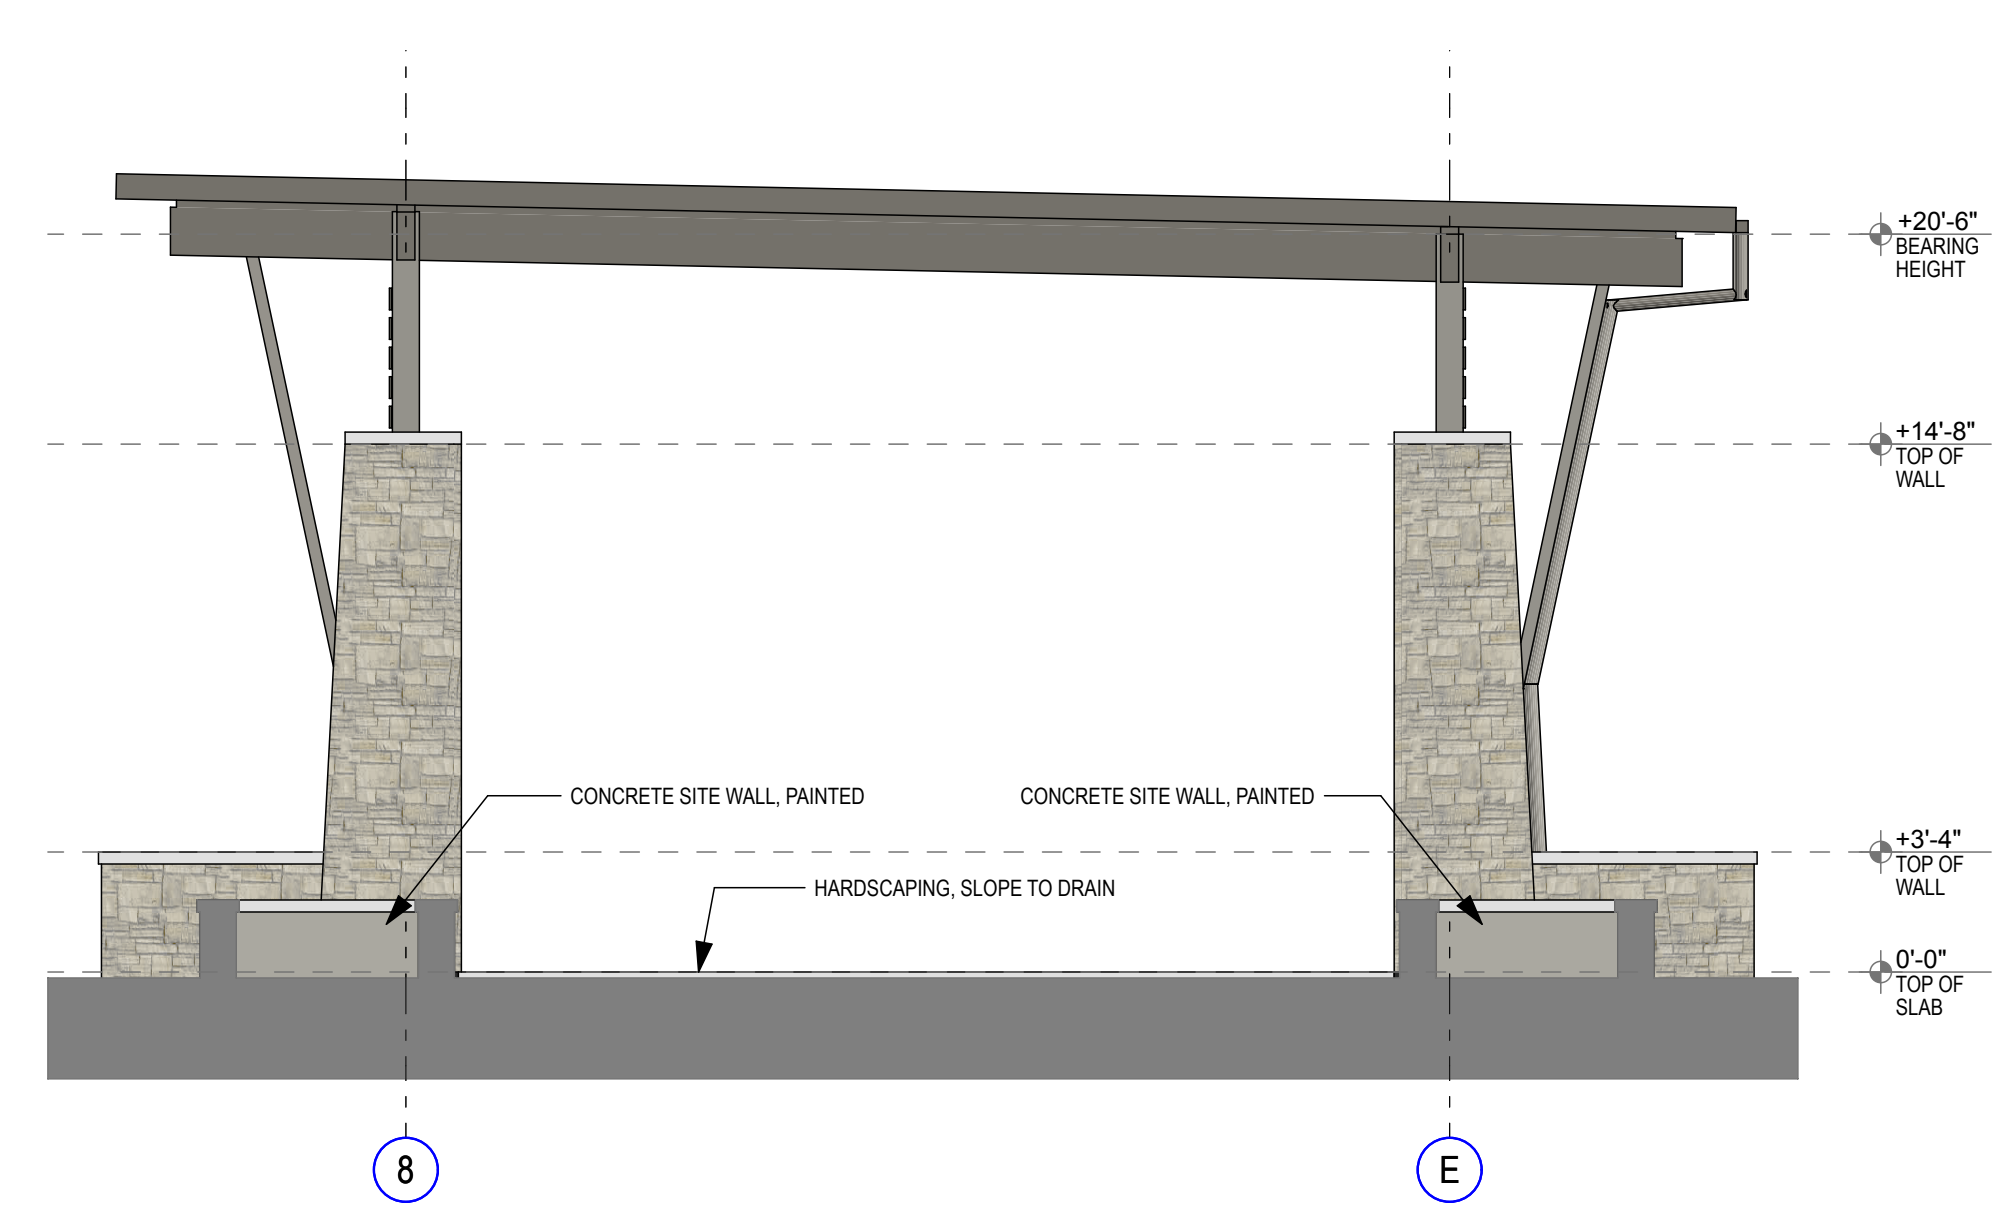 +20'-6"
BEARING
HEIGHT
+14'-8"
TOP OF
WALL
CONCRETE SITE WALL, PAINTED
CONCRETE SITE WALL, PAINTED
+3'-4"
TOP OF
WALL
HARDSCAPING, SLOPE TO DRAIN
0'-0"
TOP OF
SLAB
8
E